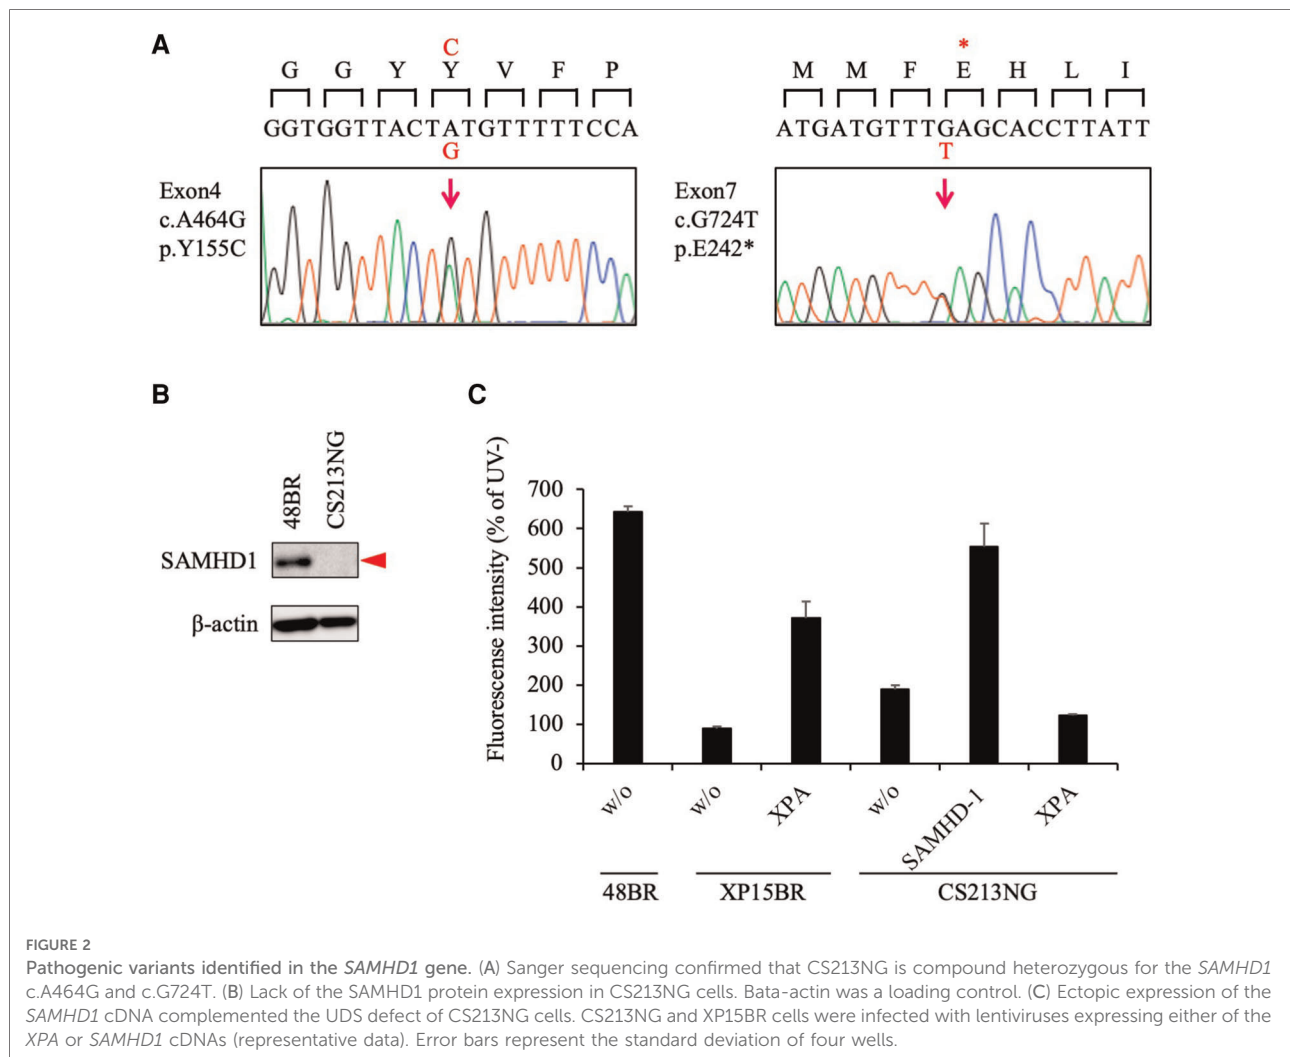 A
C
G G Y Y V F P
GGTGGTTACTATGTTTTTCCA
G
Exon4
c.A464G
p.Y155C
*
M M F E H L I
ATGATGTTTGAGCACCTTATT
T
Exon7
c.G724T
p.E242*
B
48BR
CS213NG
SAMHD1
β-actin
C
Fluorescense intensity (% of UV-)
700
600
500
400
300
200
100
0
w/o
w/o
XPA
w/o
SAMHD-1
XPA
48BR
XP15BR
CS213NG
FIGURE 2
Pathogenic variants identified in the SAMHD1 gene. (A) Sanger sequencing confirmed that CS213NG is compound heterozygous for the SAMHD1
c.A464G and c.G724T. (B) Lack of the SAMHD1 protein expression in CS213NG cells. Bata-actin was a loading control. (C) Ectopic expression of the
SAMHD1 cDNA complemented the UDS defect of CS213NG cells. CS213NG and XP15BR cells were infected with lentiviruses expressing either of the
XPA or SAMHD1 cDNAs (representative data). Error bars represent the standard deviation of four wells.